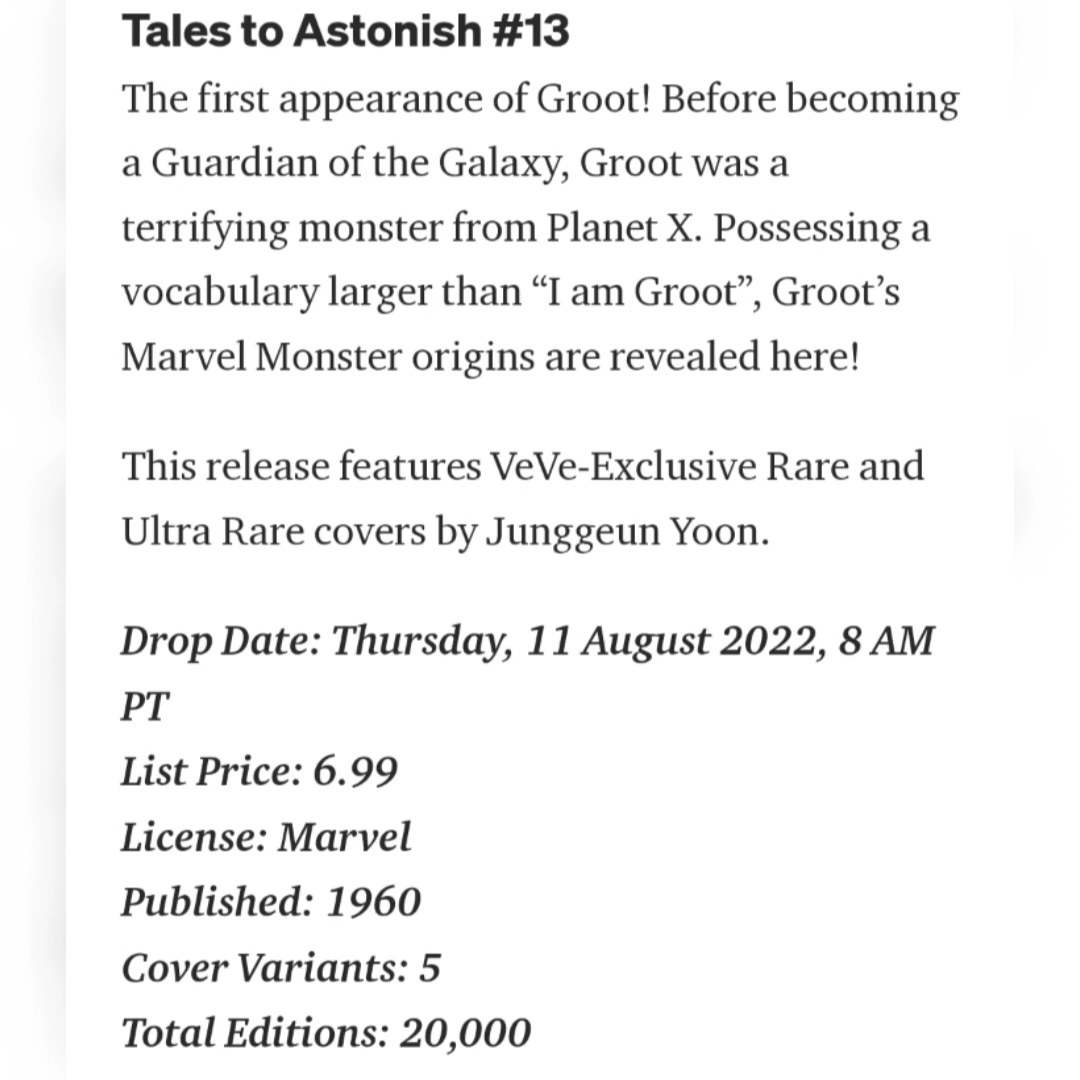 Tales to Astonish #13
The first appearance of Groot! Before becoming
a Guardian of the Galaxy, Groot was a
terrifying monster from Planet X. Possessing a
vocabulary larger than “I am Groot”, Groot’s
Marvel Monster origins are revealed here!
This release features VeVe-Exclusive Rare and
Ultra Rare covers by Junggeun Yoon.
Drop Date: Thursday, 11 August 2022, 8 AM
PT
List Price: 6.99
License: Marvel
Published: 1960
Cover Variants: 5
Total Editions: 20,000